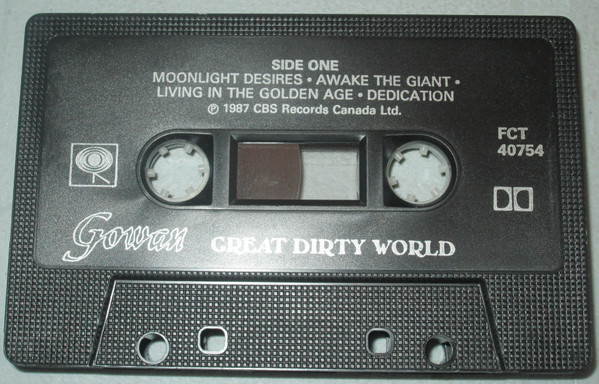 SIDE ONE
MOONLIGHT DESIRES • AWAKE THE GIANT •
LIVING IN THE GOLDEN AGE • DEDICATION
℗ 1987 CBS Records Canada Ltd.
FCT
40754
Gowan GREAT DIRTY WORLD